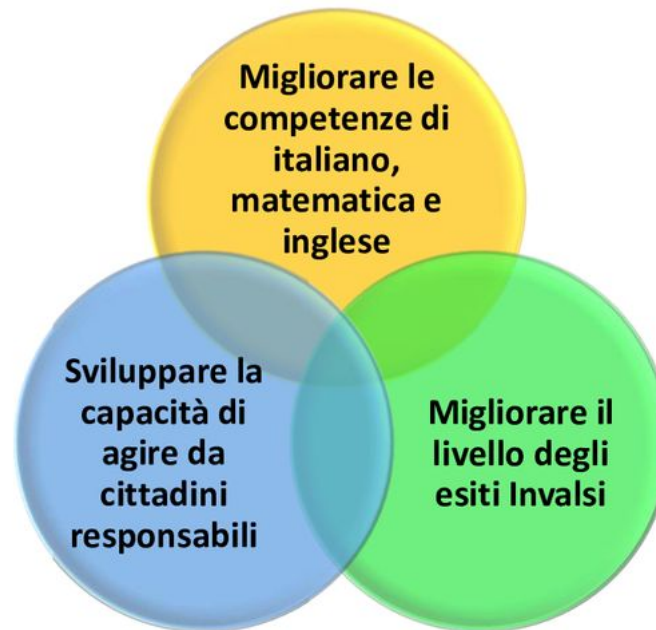 Migliorare le
competenze di
italiano,
matematica e
inglese
Sviluppare la
capacità di
agire da
cittadini
responsabili
Migliorare il
livello degli
esiti Invalsi